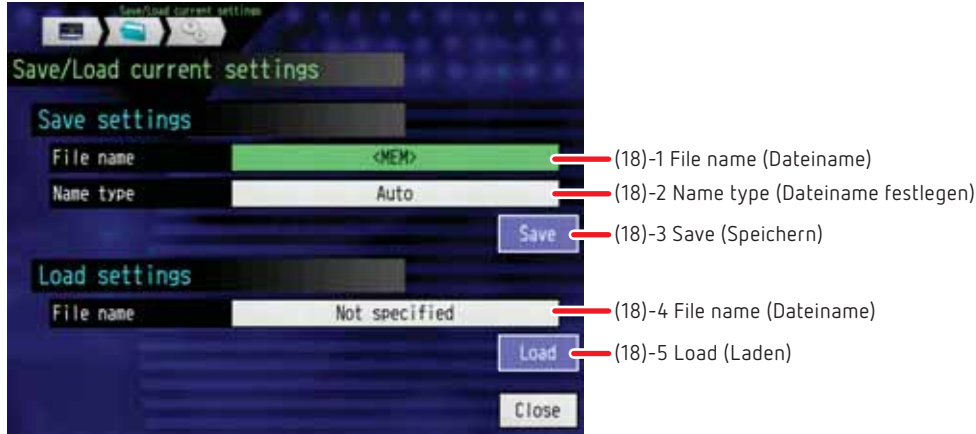 Save/Load current settings
Save/Load current settings
Save settings
File name <MEM>
(18)-1 File name (Dateiname)
Name type Auto
(18)-2 Name type (Dateiname festlegen)
Save
(18)-3 Save (Speichern)
Load settings
File name Not specified
(18)-4 File name (Dateiname)
Load
(18)-5 Load (Laden)
Close